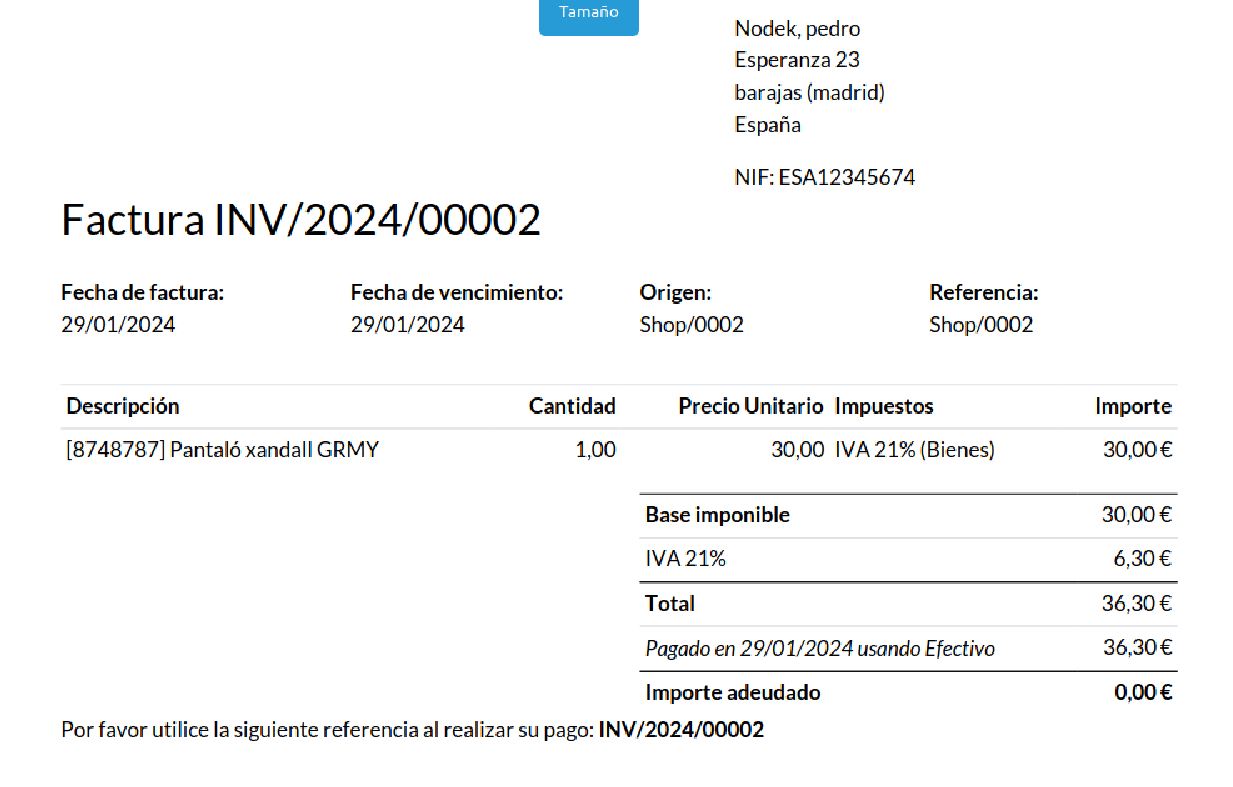 Tamaño
Nodek, pedro
Esperanza 23
barajas (madrid)
España
NIF: ESA12345674
Factura INV/2024/00002
Fecha de factura: Fecha de vencimiento: Origen: Referencia:
29/01/2024 29/01/2024 Shop/0002 Shop/0002
Descripción Cantidad Precio Unitario Impuestos Importe
[8748787] Pantaló xandall GRMY 1,00 30,00 IVA 21% (Bienes) 30,00 €
Base imponible 30,00 €
IVA 21% 6,30 €
Total 36,30 €
Pagado en 29/01/2024 usando Efectivo 36,30 €
Importe adeudado 0,00 €
Por favor utilice la siguiente referencia al realizar su pago: INV/2024/00002